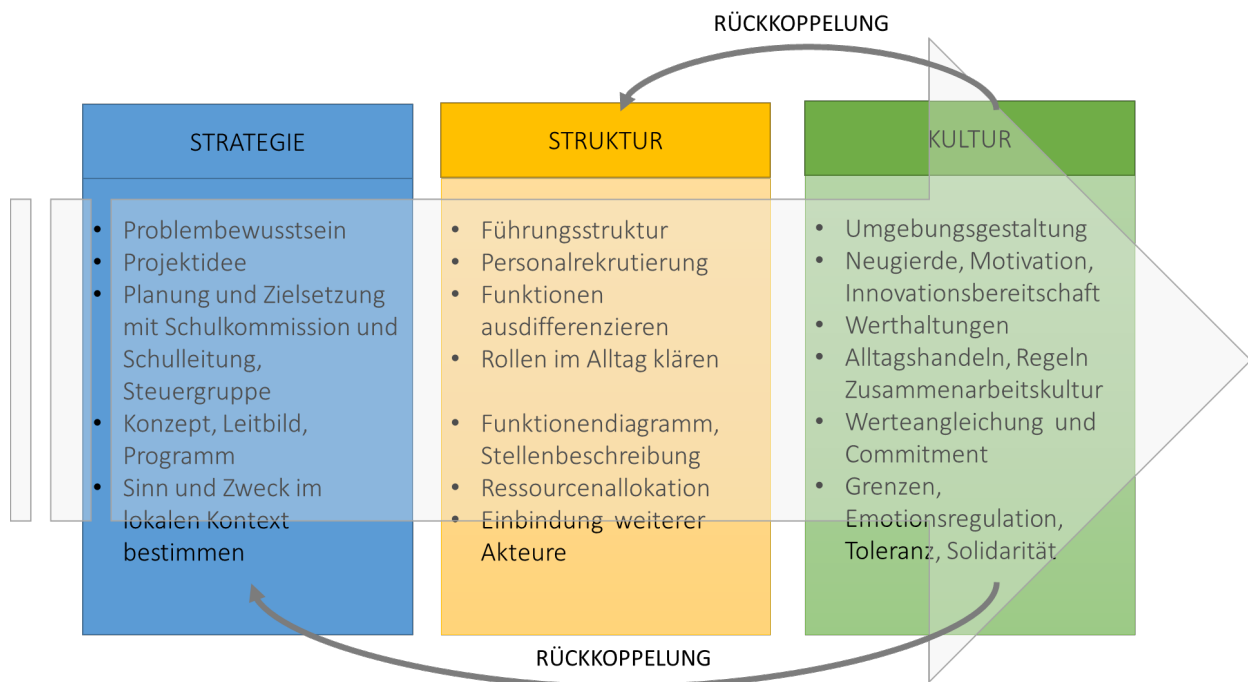 RÜCKKOPPELUNG
STRATEGIE
• Problembewusstsein
• Projektidee
• Planung und Zielsetzung
mit Schulkommission und
Schulleitung,
Steuergruppe
• Konzept, Leitbild,
Programm
• Sinn und Zweck im
lokalen Kontext
bestimmen
STRUKTUR
• Führungsstruktur
• Personalrekrutierung
• Funktionen
ausdifferenzieren
• Rollen im Alltag klären
• Funktionendiagramm,
Stellenbeschreibung
• Ressourcenallokation
• Einbindung weiterer
Akteure
KULTUR
• Umgebungsgestaltung
• Neugierde, Motivation,
Innovationsbereitschaft
• Werthaltungen
• Alltagshandeln, Regeln
Zusammenarbeitskultur
• Werteangleichung und
Commitment
• Grenzen,
Emotionsregulation,
Toleranz, Solidarität
RÜCKKOPPELUNG